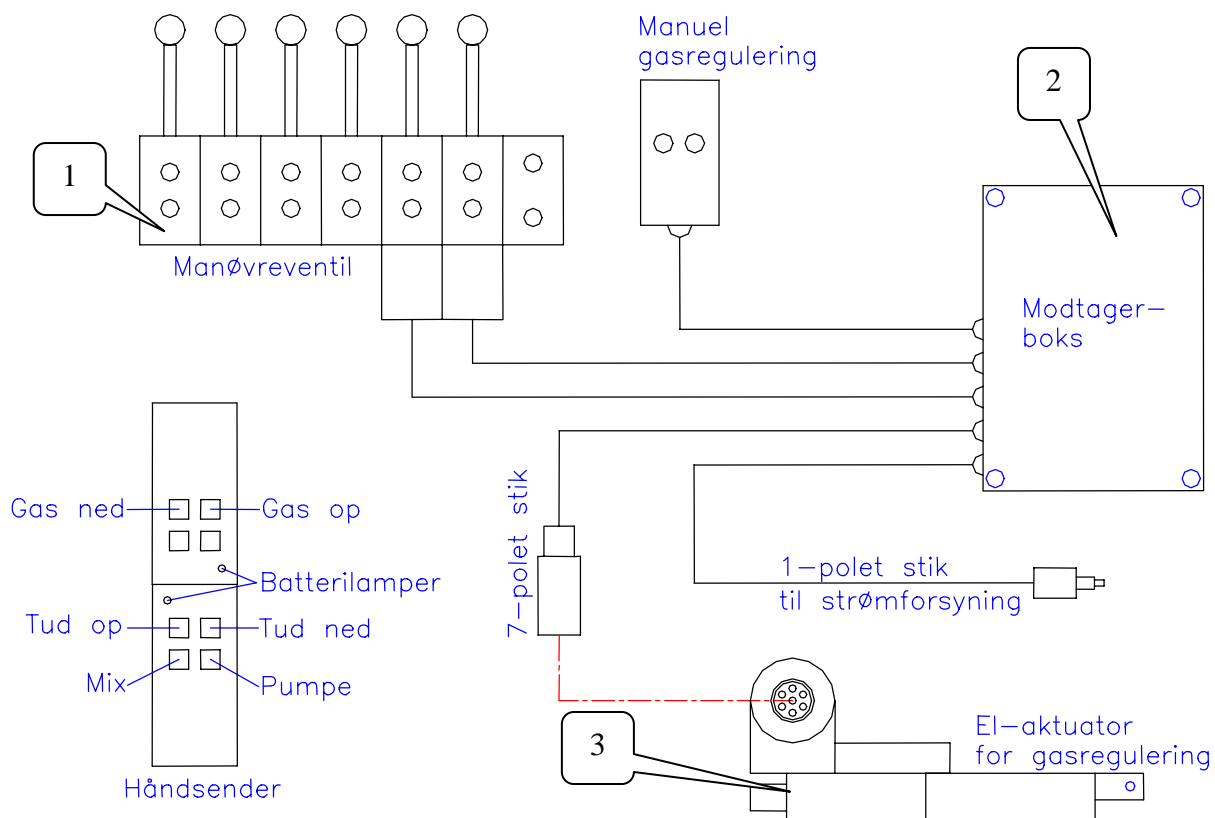 Manuel
gasregulering
2
1
Manøvreventil
Modtager-
boks
Gas ned
Gas op
Batterilamper
Tud op
Tud ned
Mix
Pumpe
Håndsender
7-polet stik
1-polet stik
til strømforsyning
3
El-aktuator
for gasregulering